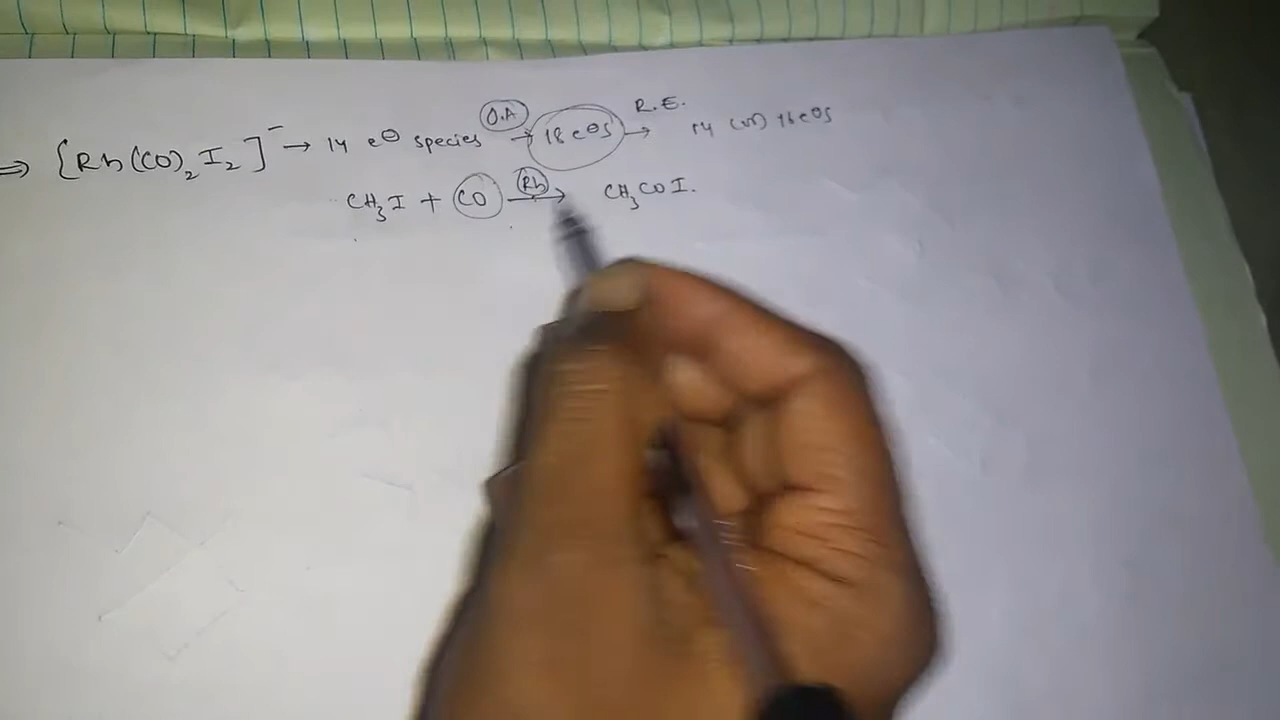 ⇒ [Rh(CO)₂I₂]⁻ → 14 e⊖ species →(O.A) 18 e⊖s →(R.E.) 14 (or) 16 e⊖s
CH₃I + CO →(Rh) CH₃COI.